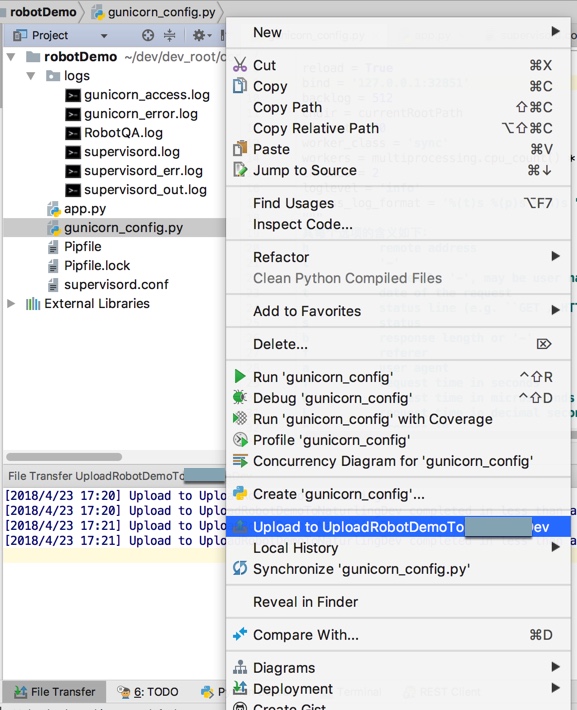 robotDemo gunicorn_config.py
Project
robotDemo ~/dev/dev_root/c
logs
gunicorn_access.log
gunicorn_error.log
RobotQA.log
supervisord.log
supervisord_err.log
supervisord_out.log
app.py
gunicorn_config.py
Pipfile
Pipfile.lock
supervisord.conf
External Libraries
New
Cut ⌘X
Copy ⌘C
Copy Path ⇧⌘C
Copy Relative Path ⌥⇧⌘C
Paste ⌘V
Jump to Source ⌘↓
Find Usages ⌥F7
Inspect Code...
Refactor
Clean Python Compiled Files
Add to Favorites
Delete... ⌦
Run 'gunicorn_config' ^⇧R
Debug 'gunicorn_config' ^⇧D
Run 'gunicorn_config' with Coverage
Profile 'gunicorn_config'
Concurrency Diagram for 'gunicorn_config'
Create 'gunicorn_config'...
Upload to UploadRobotDemoTo Dev
Local History
Synchronize 'gunicorn_config.py'
Reveal in Finder
Compare With... ⌘D
Diagrams
Deployment
Create Gist...
File Transfer UploadRobotDemoTo
[2018/4/23 17:20] Upload to Uplo
[2018/4/23 17:20] Upload to Uplo
[2018/4/23 17:21] Upload to Uplo
[2018/4/23 17:21] Upload to Uplo
File Transfer 6: TODO P Terminal REST Client